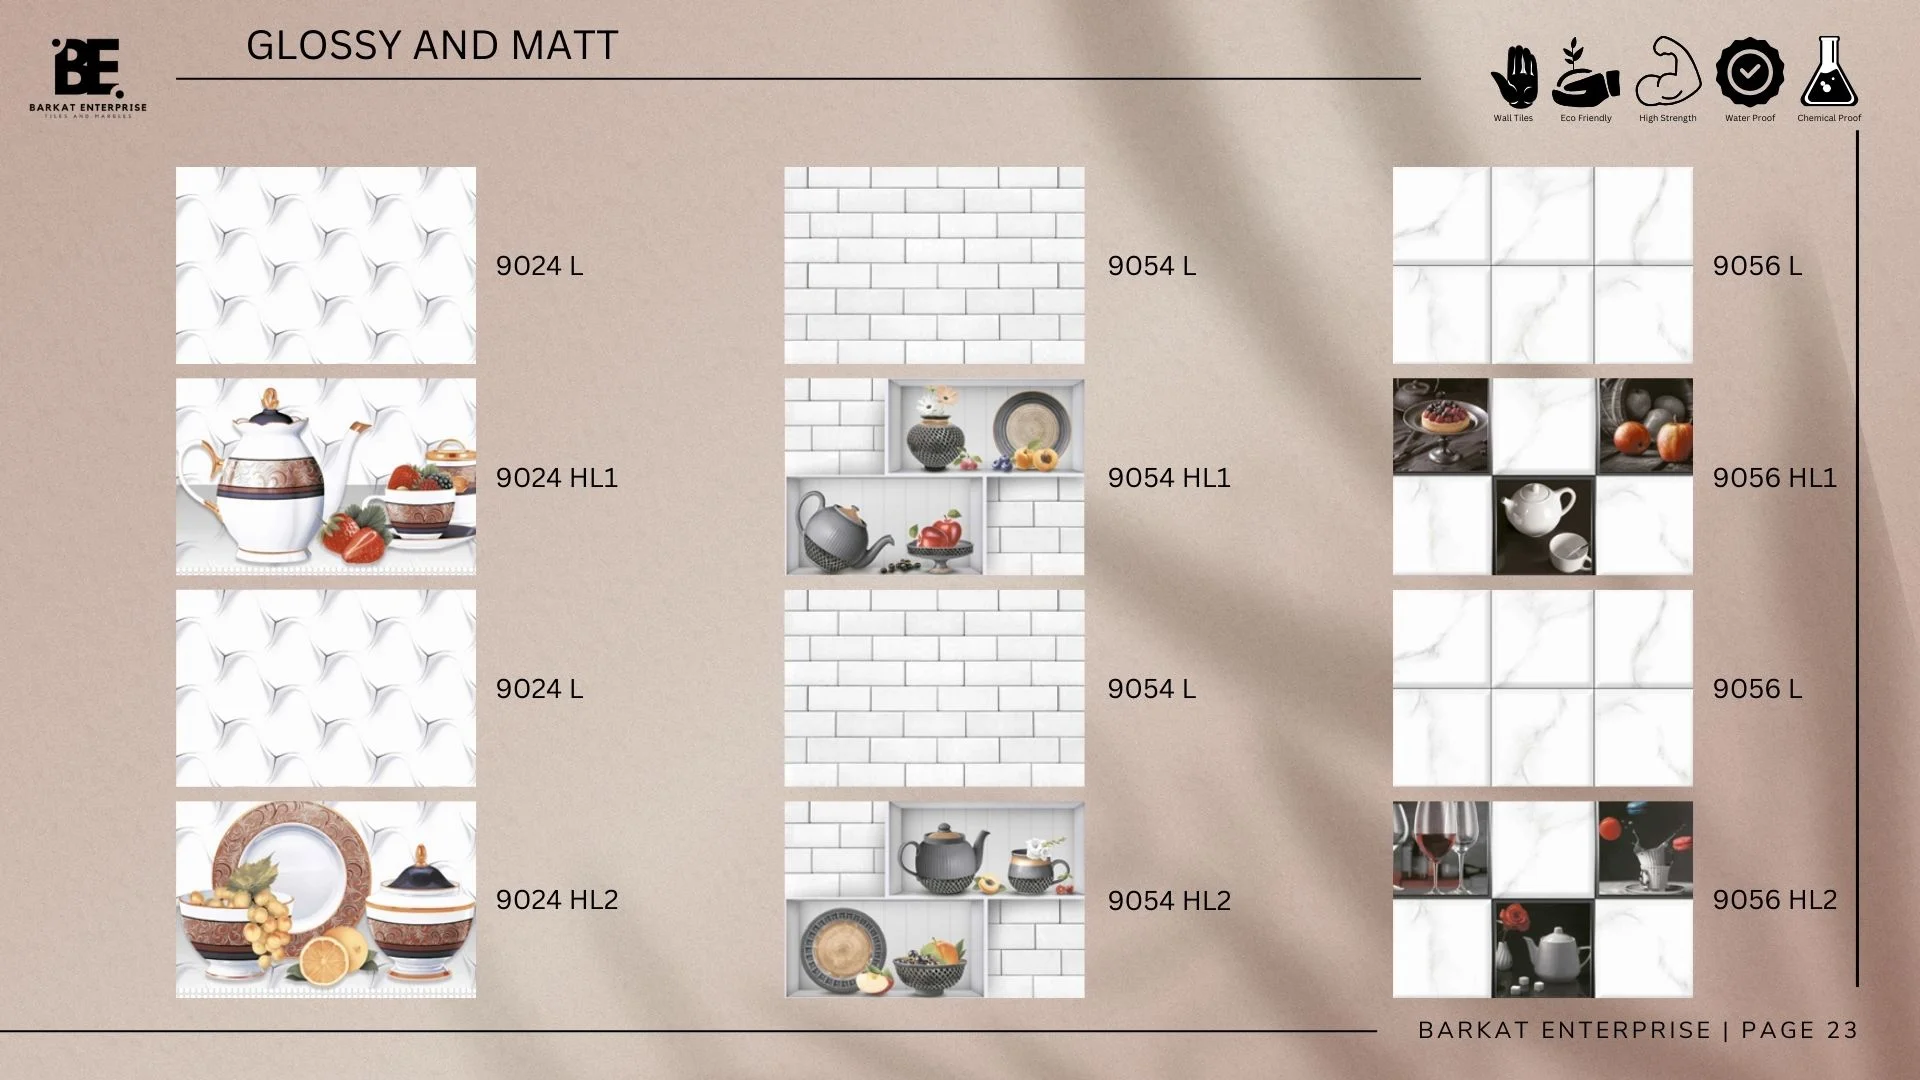 GLOSSY AND MATT
BE
BARKAT ENTERPRISE
TILES AND MARBLES
Wall Tiles
Eco Friendly
High Strength
Water Proof
Chemical Proof
9024 L
9054 L
9056 L
9024 HL1
9054 HL1
9056 HL1
9024 L
9054 L
9056 L
9024 HL2
9054 HL2
9056 HL2
BARKAT ENTERPRISE | PAGE 23